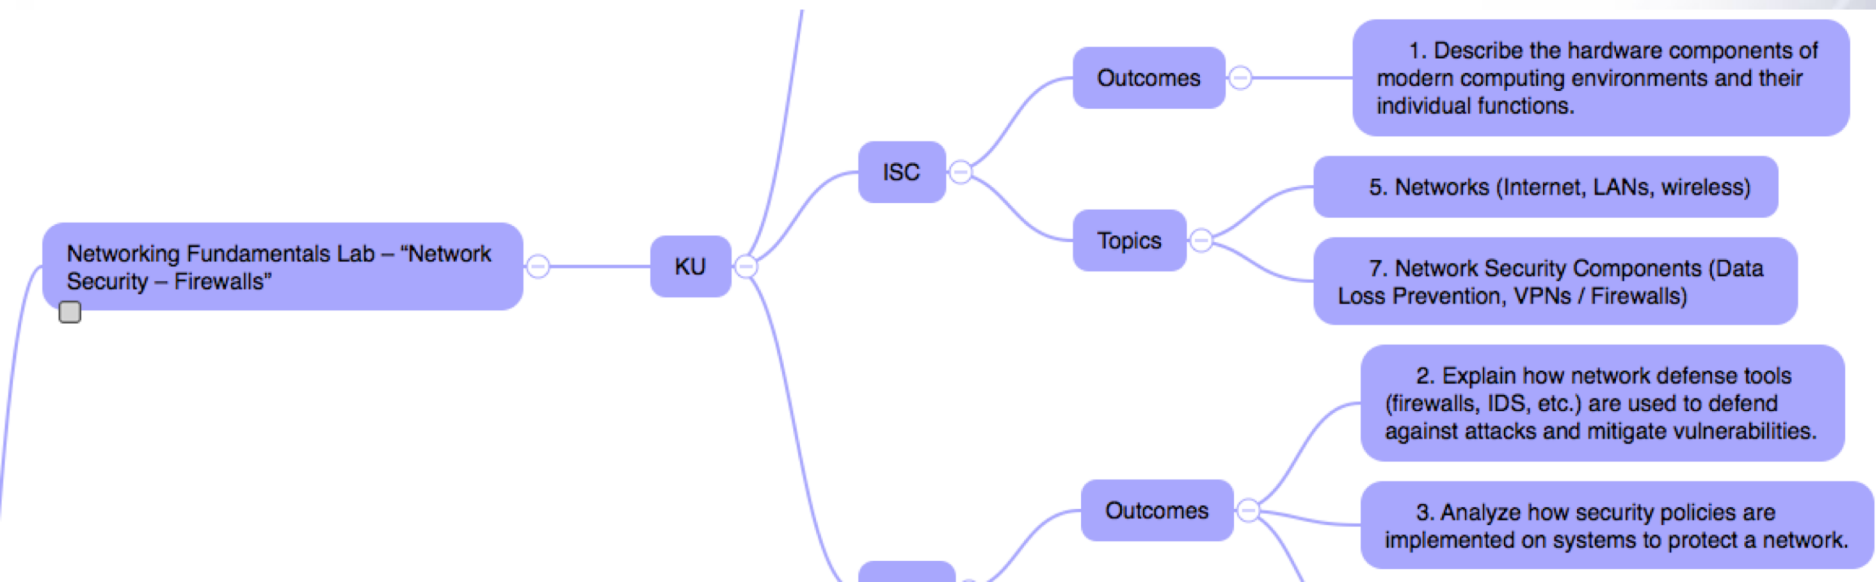 Networking Fundamentals Lab – “Network
Security – Firewalls”
KU
ISC
Outcomes
1. Describe the hardware components of
modern computing environments and their
individual functions.
Topics
5. Networks (Internet, LANs, wireless)
7. Network Security Components (Data
Loss Prevention, VPNs / Firewalls)
Outcomes
2. Explain how network defense tools
(firewalls, IDS, etc.) are used to defend
against attacks and mitigate vulnerabilities.
3. Analyze how security policies are
implemented on systems to protect a network.